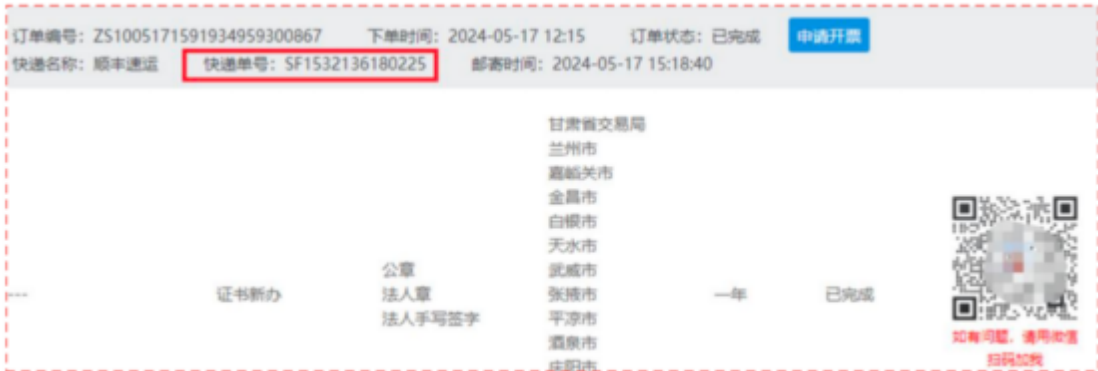 订单编号：ZS1005171591934959300867 下单时间：2024-05-17 12:15 订单状态：已完成 申请开票
快递名称：顺丰速运 快递单号：SF1532136180225 邮寄时间：2024-05-17 15:18:40
甘肃省交易局
兰州市
嘉峪关市
金昌市
白银市
天水市
公章 武威市
--- 证书新办 法人章 张掖市 一年 已完成
法人手写签字 平凉市
酒泉市
庆阳市
如有问题，请用微信
扫码加我